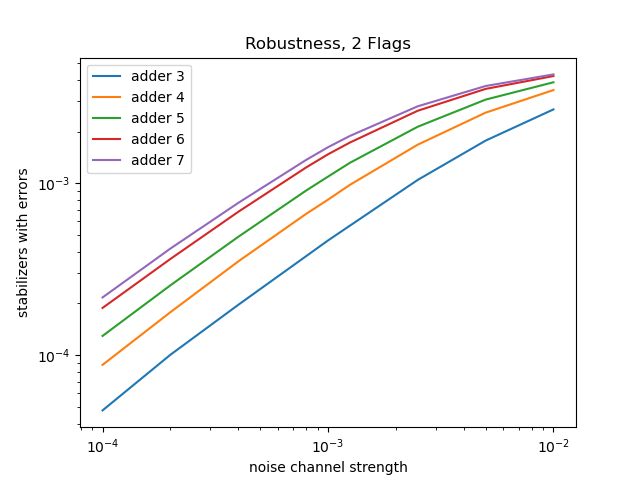 Robustness, 2 Flags
adder 3
adder 4
adder 5
adder 6
adder 7
stabilizers with errors
10⁻³
10⁻⁴
10⁻⁴ 10⁻³ 10⁻²
noise channel strength